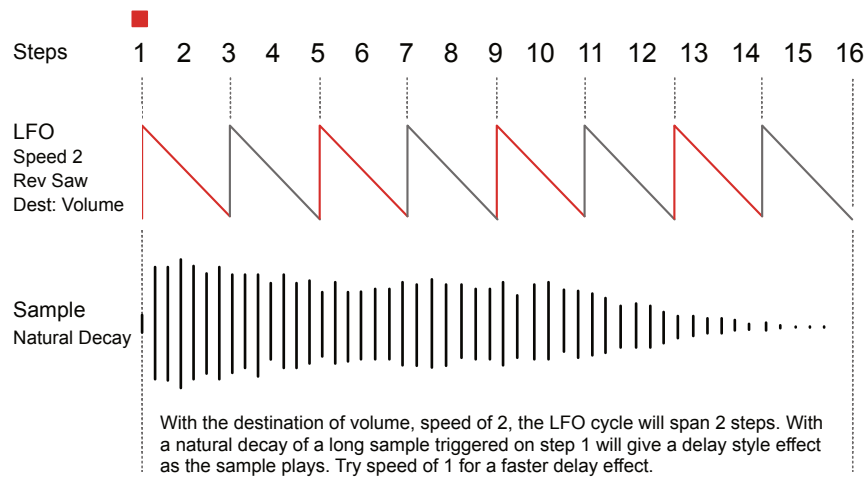 Steps 1 2 3 4 5 6 7 8 9 10 11 12 13 14 15 16
LFO
Speed 2
Rev Saw
Dest: Volume
Sample
Natural Decay
With the destination of volume, speed of 2, the LFO cycle will span 2 steps. With
a natural decay of a long sample triggered on step 1 will give a delay style effect
as the sample plays. Try speed of 1 for a faster delay effect.